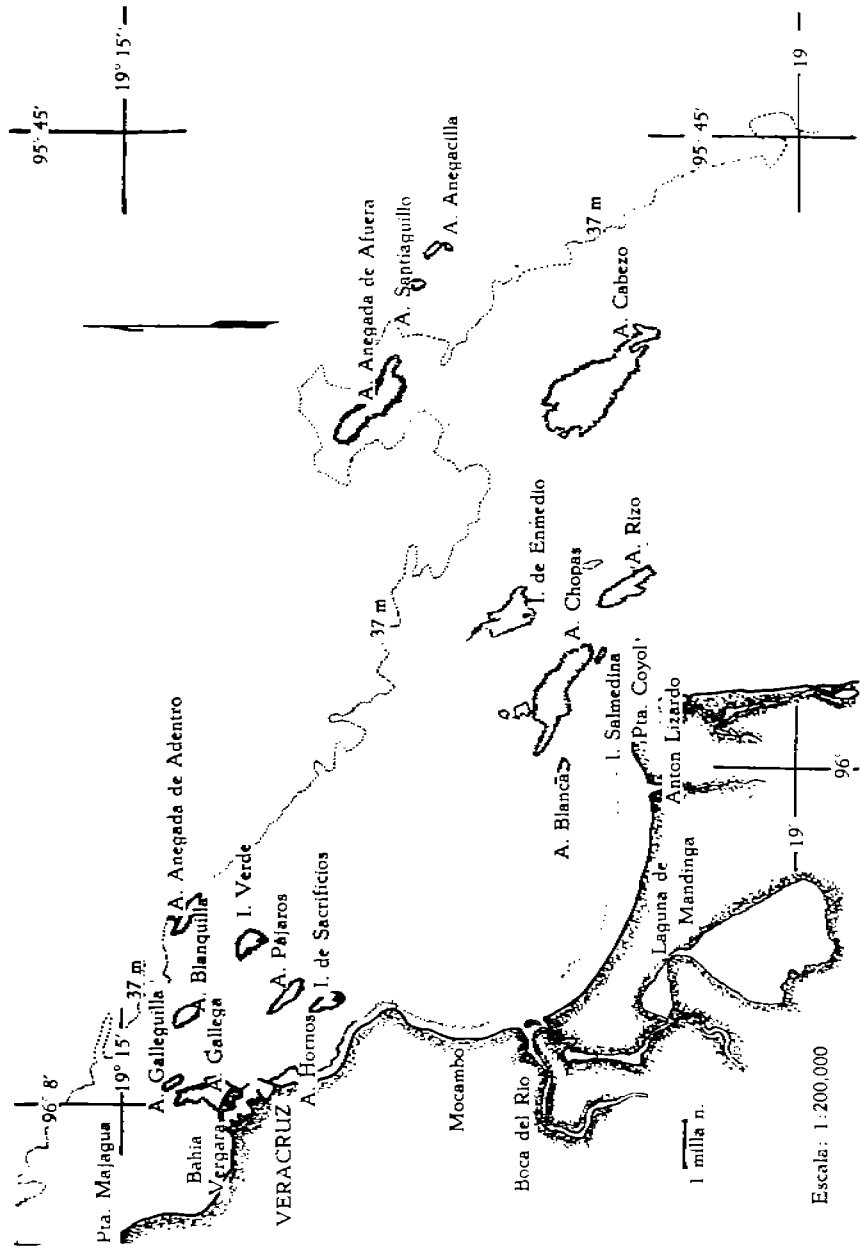 96° 8'
95° 45'
19° 15'
19° 15'
Pta. Majagua
37 m
A. Galleguilla
A. Anegada de Adentro
A. Blanquilla
A. Gallega
Bahia
Vergara
I. Verde
A. Pájaros
VERACRUZ
I. de Sacrificios
A. Hornos
A. Anegada de Afuera
A. Santiaguillo
A. Anegacilla
37 m
37 m
Mocambo
I. de Enmedio
A. Cabezo
Boca del Rio
A. Blanca
A. Chopas
A. Rizo
I. Salmedina
Pta. Coyol
Anton Lizardo
Laguna de
Mandinga
95° 45'
1 milla n.
19°
96°
19
Escala: 1:200,000